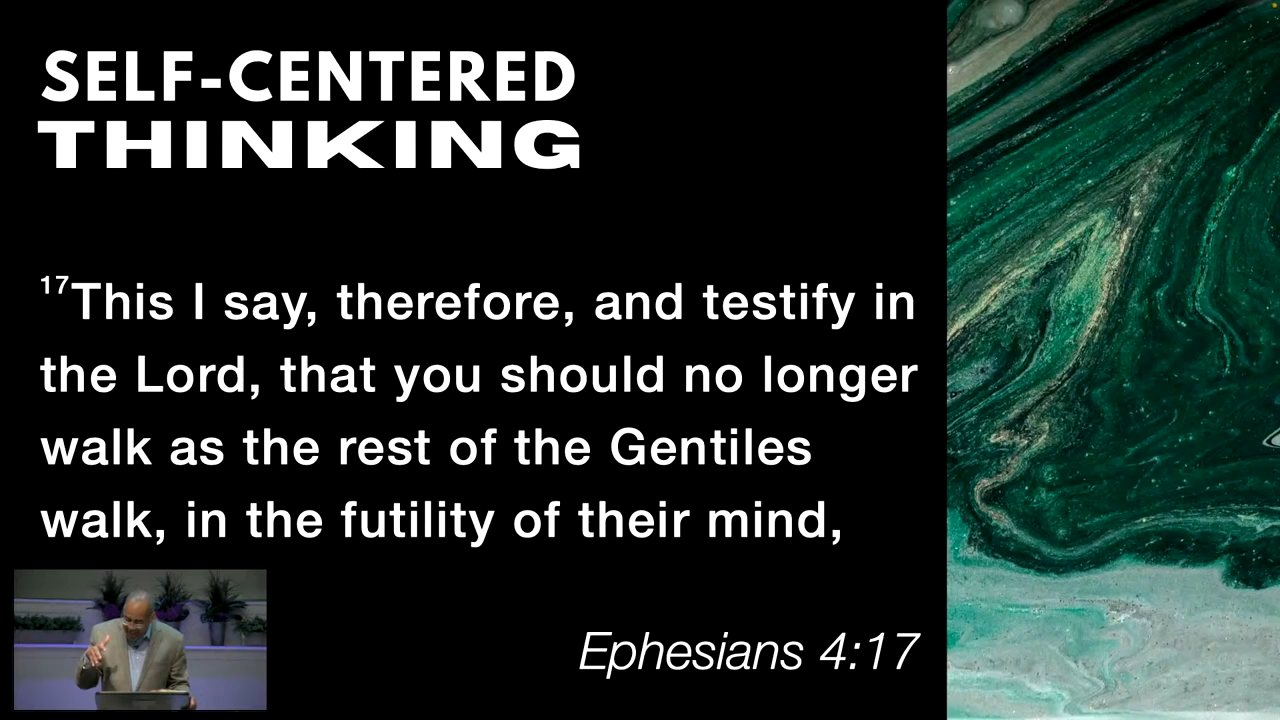 SELF-CENTERED
THINKING
17This I say, therefore, and testify in
the Lord, that you should no longer
walk as the rest of the Gentiles
walk, in the futility of their mind,
Ephesians 4:17